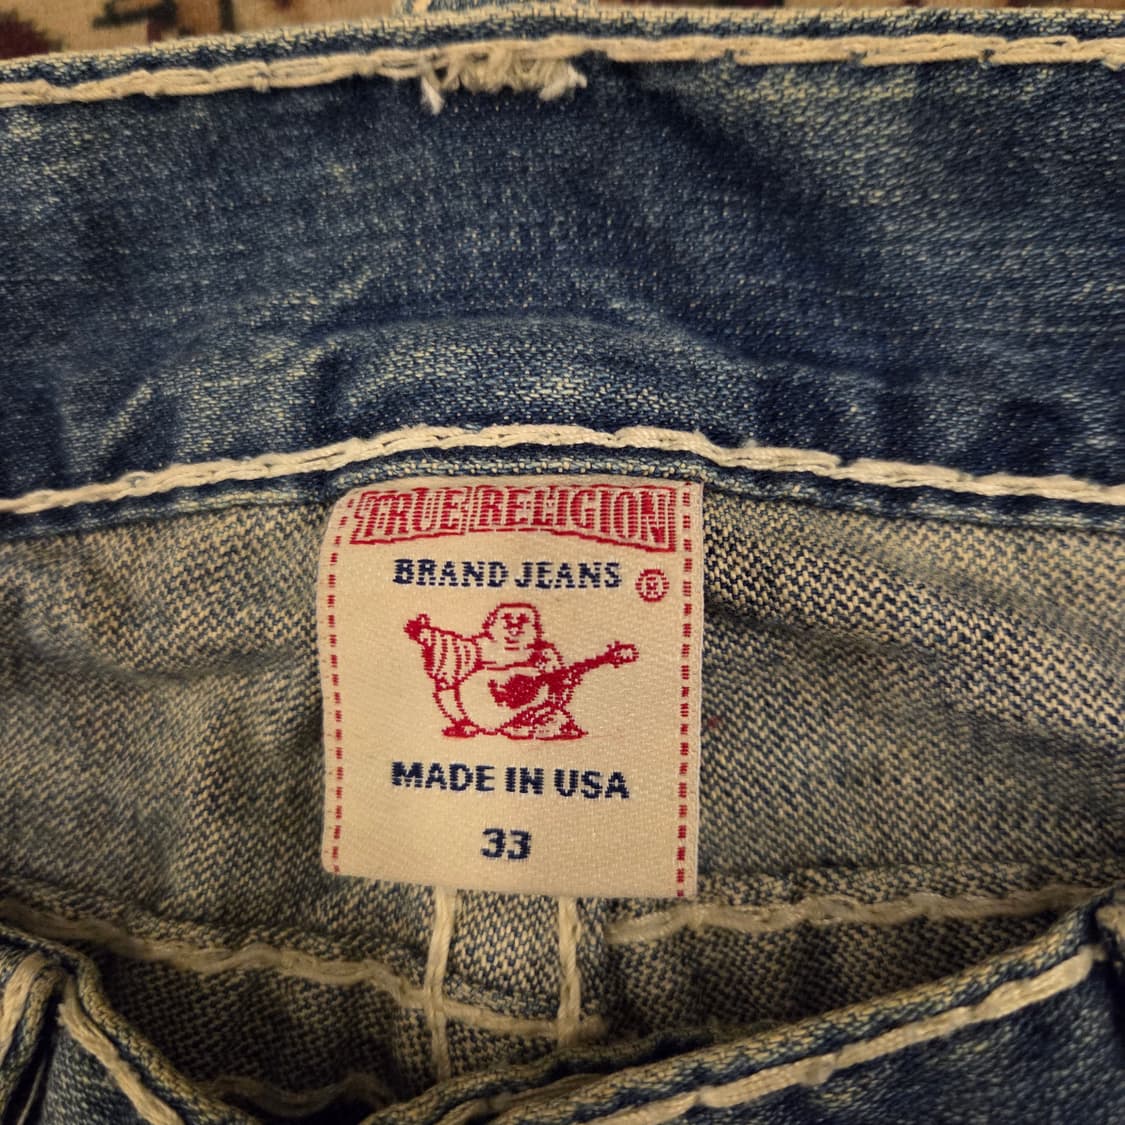 TRUE RELIGION
BRAND JEANS ®
MADE IN USA
33